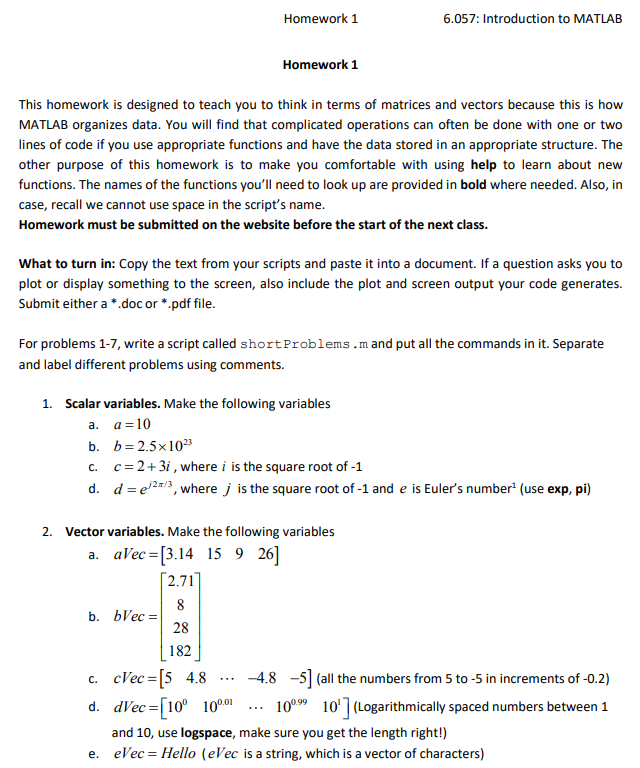 Homework 1 6.057: Introduction to MATLAB
Homework 1
This homework is designed to teach you to think in terms of matrices and vectors because this is how
MATLAB organizes data. You will find that complicated operations can often be done with one or two
lines of code if you use appropriate functions and have the data stored in an appropriate structure. The
other purpose of this homework is to make you comfortable with using help to learn about new
functions. The names of the functions you'll need to look up are provided in bold where needed. Also, in
case, recall we cannot use space in the script's name.
Homework must be submitted on the website before the start of the next class.
What to turn in: Copy the text from your scripts and paste it into a document. If a question asks you to
plot or display something to the screen, also include the plot and screen output your code generates.
Submit either a *.doc or *.pdf file.
For problems 1-7, write a script called shortProblems.m and put all the commands in it. Separate
and label different problems using comments.
1. Scalar variables. Make the following variables
a. a = 10
b. b = 2.5×10²³
c. c = 2 + 3i, where i is the square root of -1
d. d = e^{j2π/3}, where j is the square root of -1 and e is Euler's number¹ (use exp, pi)
2. Vector variables. Make the following variables
a. aVec = [3.14 15 9 26]
b. bVec = [2.71
8
28
182]
c. cVec = [5 4.8 ⋯ -4.8 -5] (all the numbers from 5 to -5 in increments of -0.2)
d. dVec = [10⁰ 10^{0.01} ⋯ 10^{0.99} 10¹] (Logarithmically spaced numbers between 1
and 10, use logspace, make sure you get the length right!)
e. eVec = Hello (eVec is a string, which is a vector of characters)